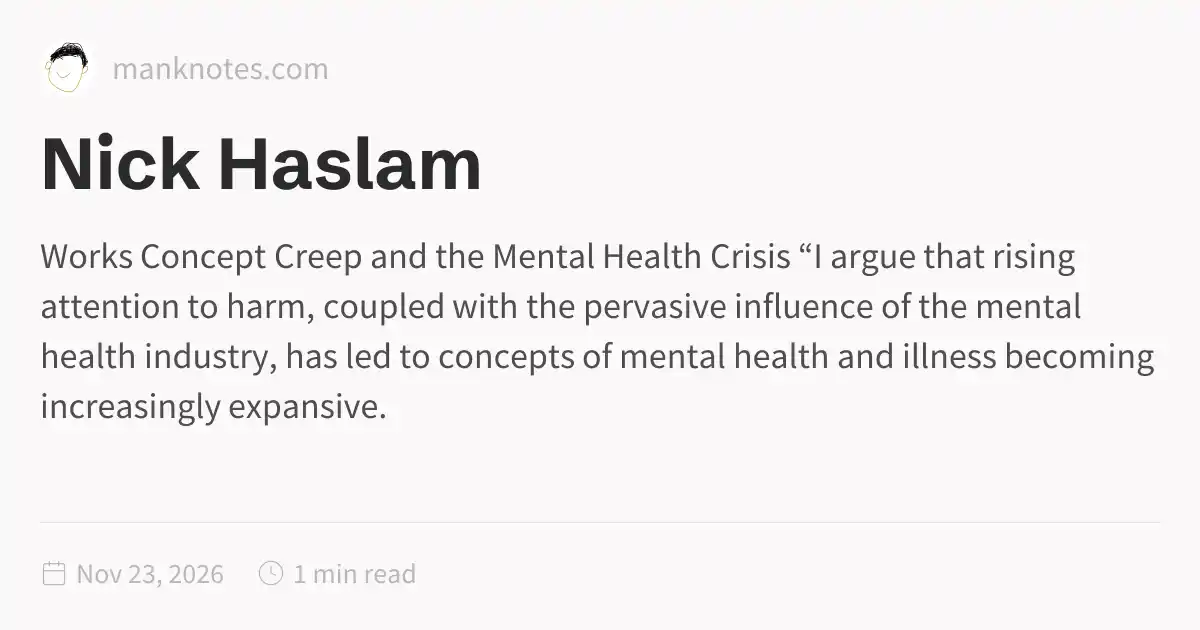 manknotes.com
Nick Haslam
Works Concept Creep and the Mental Health Crisis “I argue that rising
attention to harm, coupled with the pervasive influence of the mental
health industry, has led to concepts of mental health and illness becoming
increasingly expansive.
Nov 23, 2026 1 min read